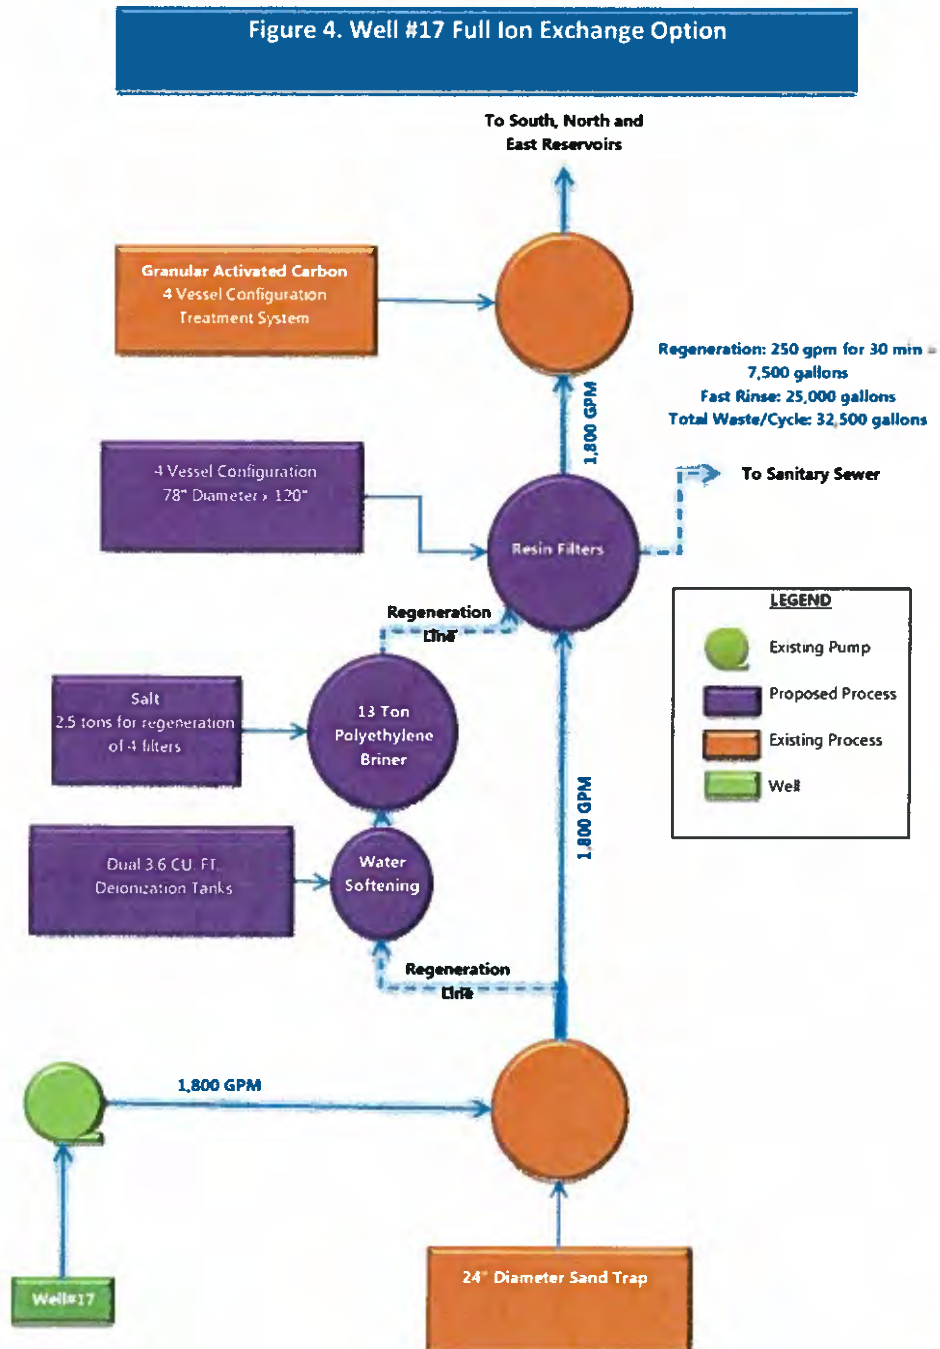 Figure 4. Well #17 Full Ion Exchange Option
To South, North and
East Reservoirs
Granular Activated Carbon
4 Vessel Configuration
Treatment System
Regeneration: 250 gpm for 30 min =
7,500 gallons
Fast Rinse: 25,000 gallons
Total Waste/Cycle: 32,500 gallons
1,800 GPM
4 Vessel Configuration
78" Diameter x 120"
Resin Filters
To Sanitary Sewer
Regeneration
Line
LEGEND
Existing Pump
Proposed Process
Existing Process
Well
Salt
2.5 tons for regeneration
of 4 filters
13 Ton
Polyethylene
Briner
1,800 GPM
Dual 3.6 CU. FT.
Deionization Tanks
Water
Softening
Regeneration
Line
1,800 GPM
24" Diameter Sand Trap
Well#17